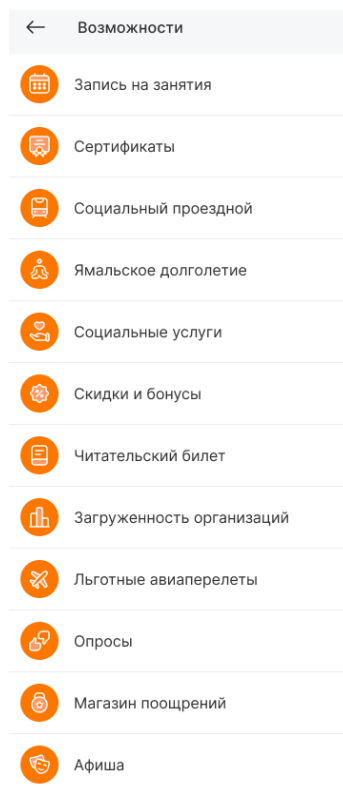 Возможности
Запись на занятия
Сертификаты
Социальный проездной
Ямальское долголетие
Социальные услуги
Скидки и бонусы
Читательский билет
Загруженность организаций
Льготные авиаперелеты
Опросы
Магазин поощрений
Афиша